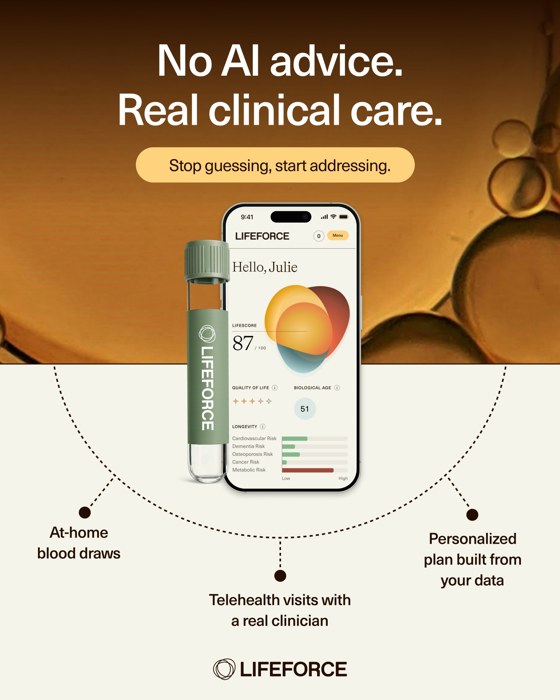 No AI advice.
Real clinical care.
Stop guessing, start addressing.
9:41
LIFEFORCE
0
Menu
Hello, Julie
LIFESCORE
87 / 100
QUALITY OF LIFE
BIOLOGICAL AGE
51
LONGEVITY
Cardiovascular Risk
Dementia Risk
Osteoporosis Risk
Cancer Risk
Metabolic Risk
Low
High
LIFEFORCE
At-home
blood draws
Telehealth visits with
a real clinician
Personalized
plan built from
your data
LIFEFORCE